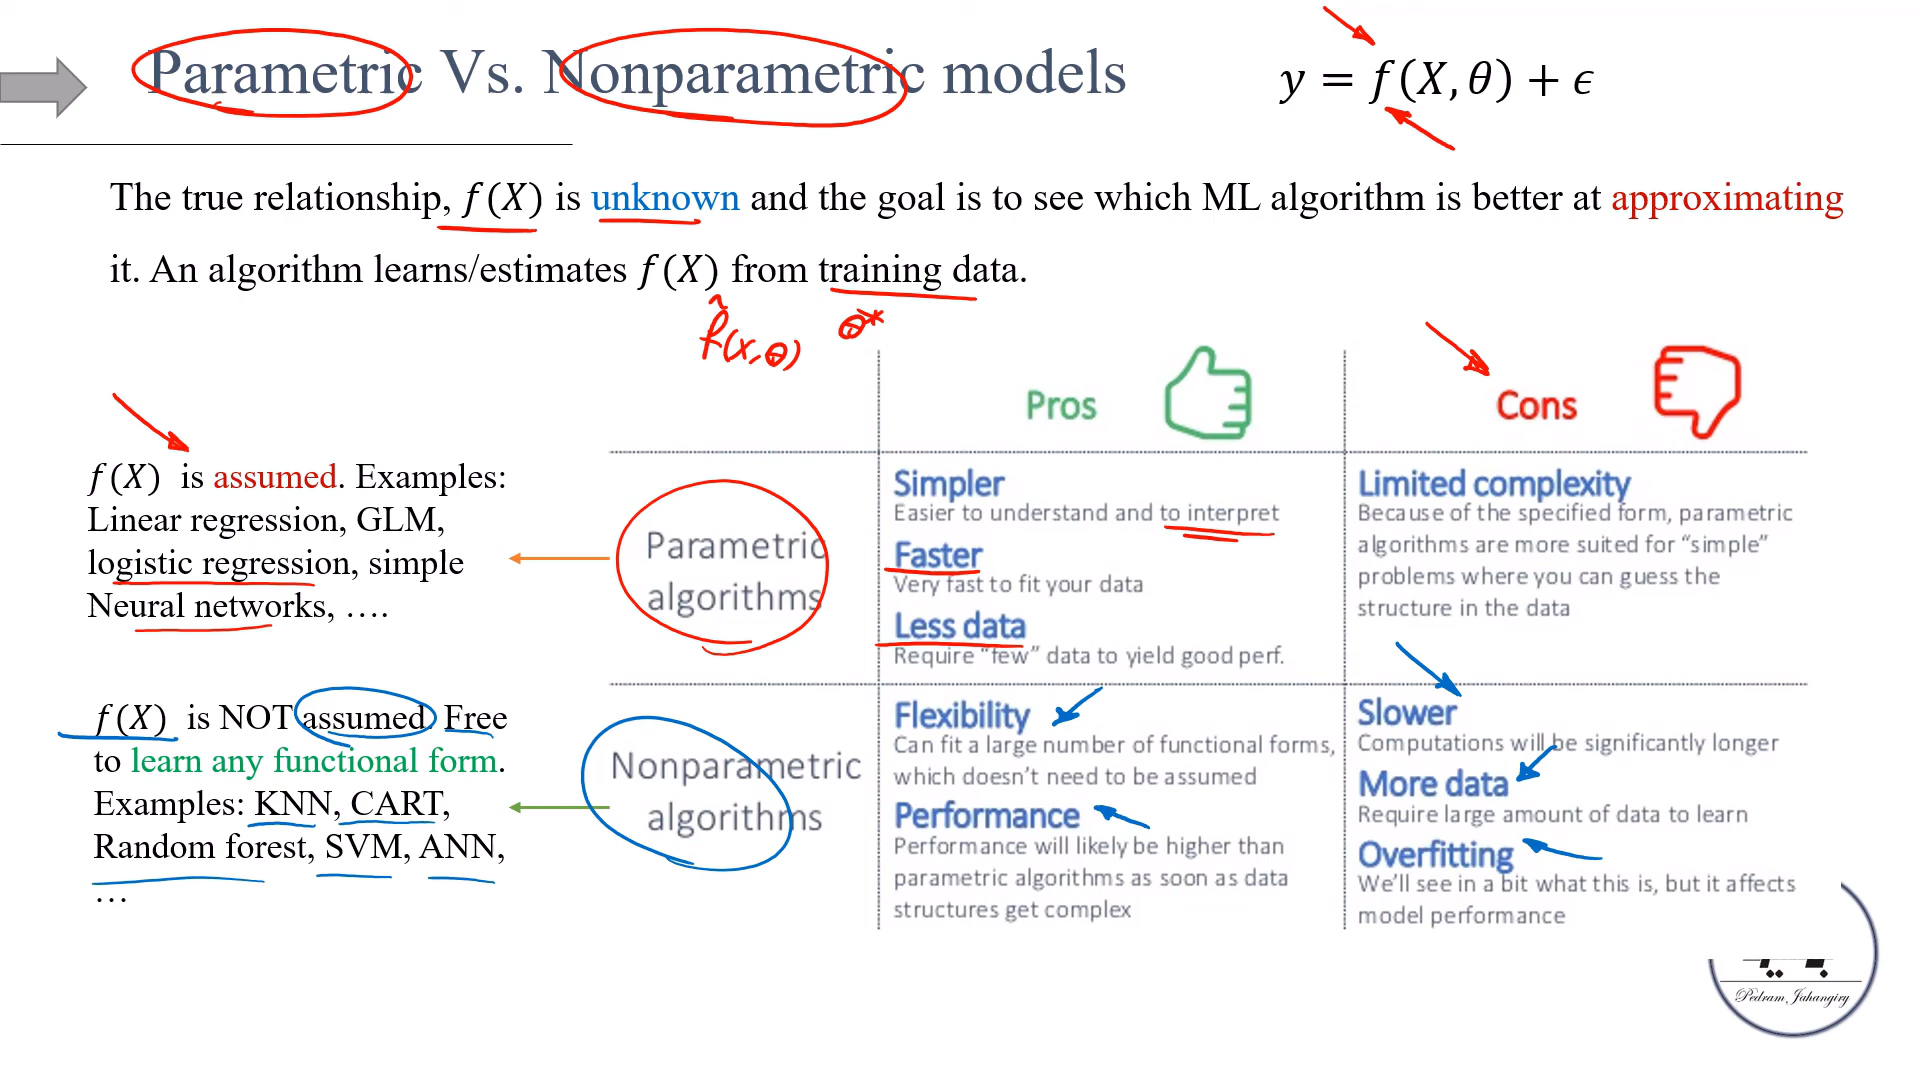 Parametric Vs. Nonparametric models
y = f(X, θ) + ϵ
The true relationship, f(X) is unknown and the goal is to see which ML algorithm is better at approximating
it. An algorithm learns/estimates f(X) from training data.
f̂(X, θ) θ*
Pros
Cons
f(X) is assumed. Examples:
Linear regression, GLM,
logistic regression, simple
Neural networks, ….
Parametric
algorithms
Simpler
Easier to understand and to interpret
Faster
Very fast to fit your data
Less data
Require “few” data to yield good perf.
Limited complexity
Because of the specified form, parametric
algorithms are more suited for “simple”
problems where you can guess the
structure in the data
f(X) is NOT assumed. Free
to learn any functional form.
Examples: KNN, CART,
Random forest, SVM, ANN,
…
Nonparametric
algorithms
Flexibility
Can fit a large number of functional forms,
which doesn’t need to be assumed
Performance
Performance will likely be higher than
parametric algorithms as soon as data
structures get complex
Slower
Computations will be significantly longer
More data
Require large amount of data to learn
Overfitting
We’ll see in a bit what this is, but it affects
model performance
Pedram, Jahangiry